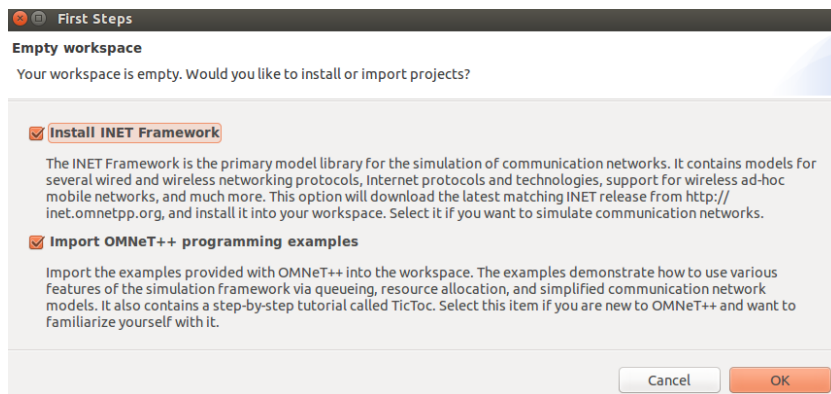 First Steps
Empty workspace
Your workspace is empty. Would you like to install or import projects?
Install INET Framework
The INET Framework is the primary model library for the simulation of communication networks. It contains models for
several wired and wireless networking protocols, Internet protocols and technologies, support for wireless ad-hoc
mobile networks, and much more. This option will download the latest matching INET release from http://
inet.omnetpp.org, and install it into your workspace. Select it if you want to simulate communication networks.
Import OMNeT++ programming examples
Import the examples provided with OMNeT++ into the workspace. The examples demonstrate how to use various
features of the simulation framework via queueing, resource allocation, and simplified communication network
models. It also contains a step-by-step tutorial called TicToc. Select this item if you are new to OMNeT++ and want to
familiarize yourself with it.
Cancel OK